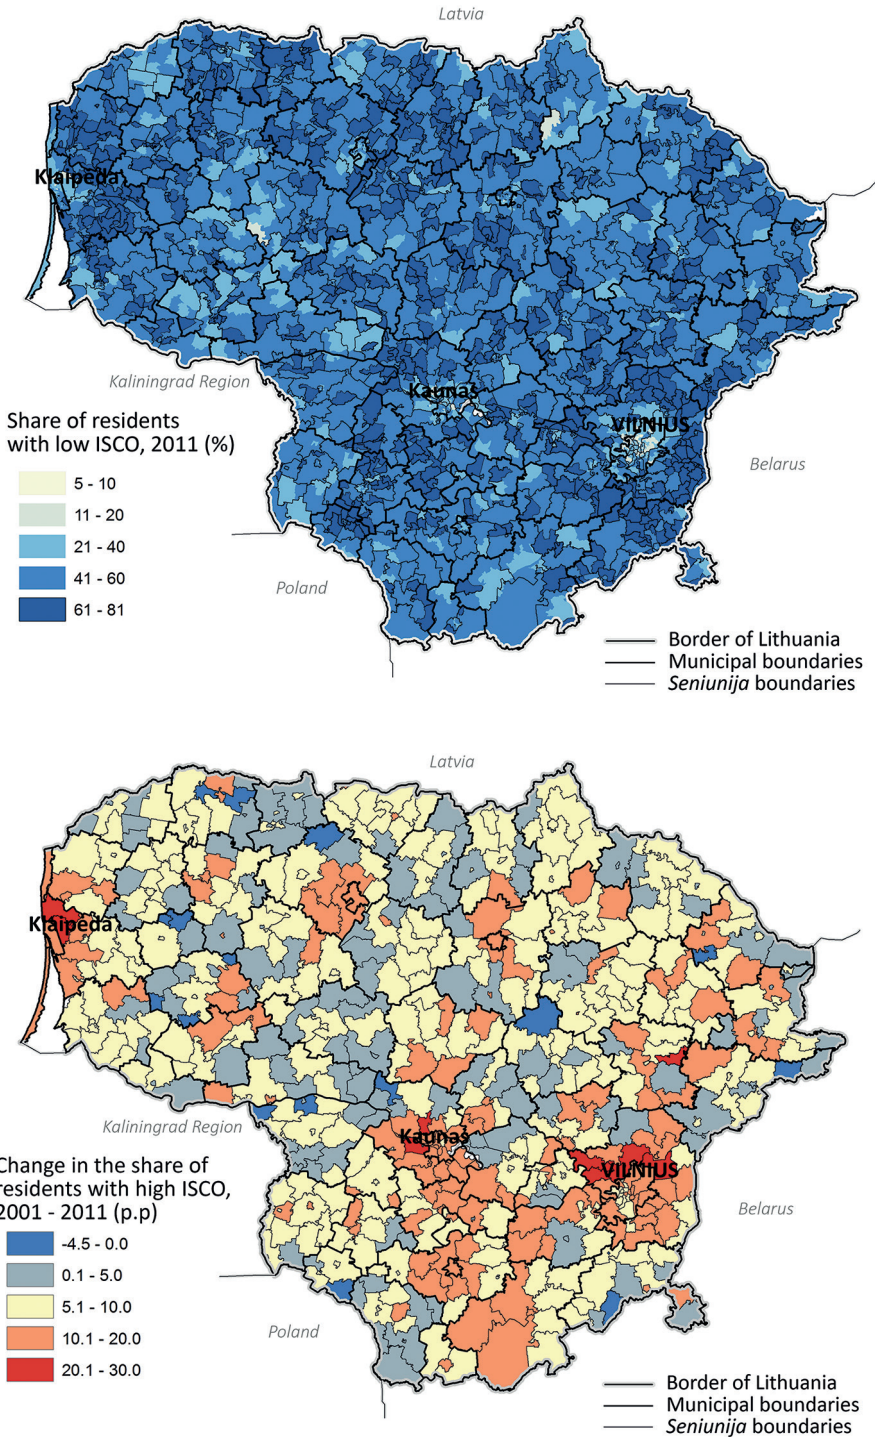 Latvia
Klaipėda
Kaliningrad Region
Kaunas
VILNIUS
Share of residents
with low ISCO, 2011 (%)
5 - 10
11 - 20
21 - 40
41 - 60
61 - 81
Belarus
Poland
Border of Lithuania
Municipal boundaries
Seniunija boundaries
Latvia
Klaipėda
Kaliningrad Region
Kaunas
VILNIUS
Change in the share of
residents with high ISCO,
2001 - 2011 (p.p)
-4.5 - 0.0
0.1 - 5.0
5.1 - 10.0
10.1 - 20.0
20.1 - 30.0
Belarus
Poland
Border of Lithuania
Municipal boundaries
Seniunija boundaries